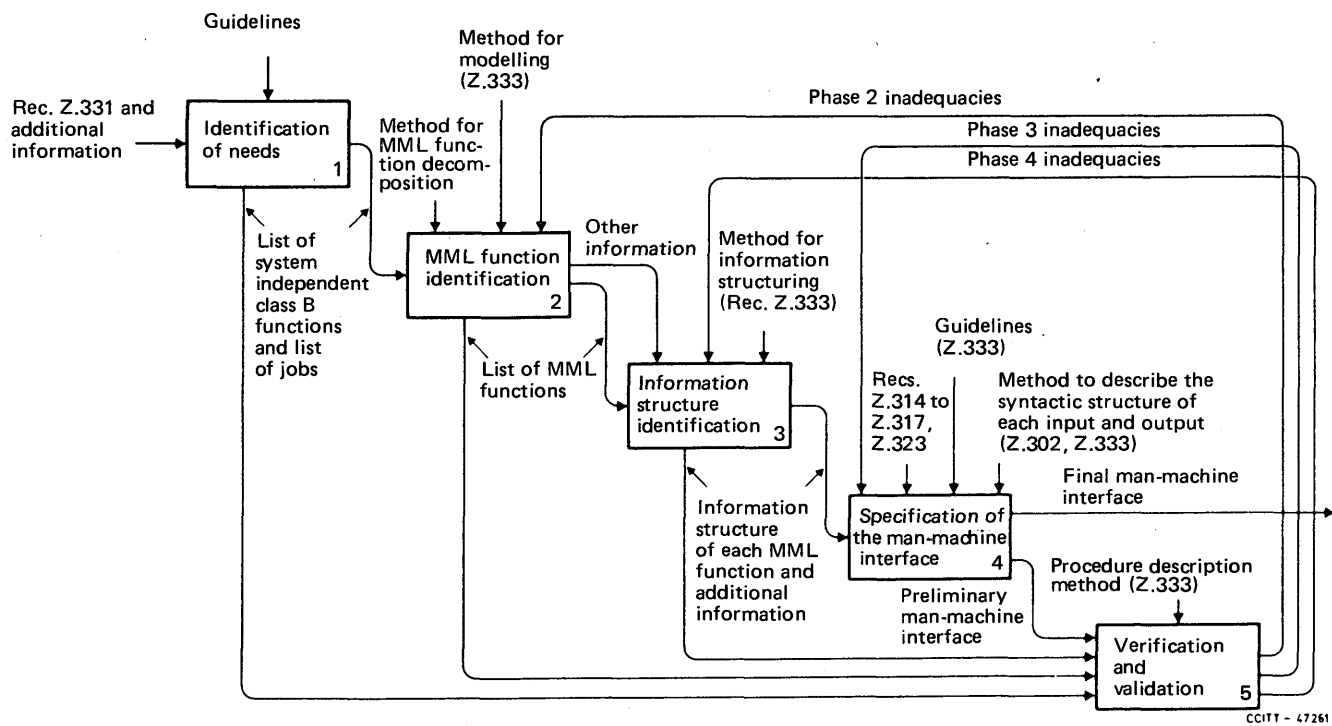 Guidelines
Rec. Z.331 and
additional
information
Identification
of needs
1
Method for
modelling
(Z.333)
Method for
MML func-
tion decom-
position
Phase 2 inadequacies
Phase 3 inadequacies
Phase 4 inadequacies
List of
system
independent
class B
functions
and list
of jobs
MML function
identification
2
Other
information
Method for
information
structuring
(Rec. Z.333)
List of MML
functions
Information
structure
identification
3
Guidelines
(Z.333)
Recs.
Z.314 to
Z.317,
Z.323
Method to describe the
syntactic structure of
each input and output
(Z.302, Z.333)
Final man-machine
interface
Information
structure
of each MML
function and
additional
information
Specification of
the man-machine
interface
4
Preliminary
man-machine
interface
Procedure description
method (Z.333)
Verification
and
validation
5
CCITT - 47261